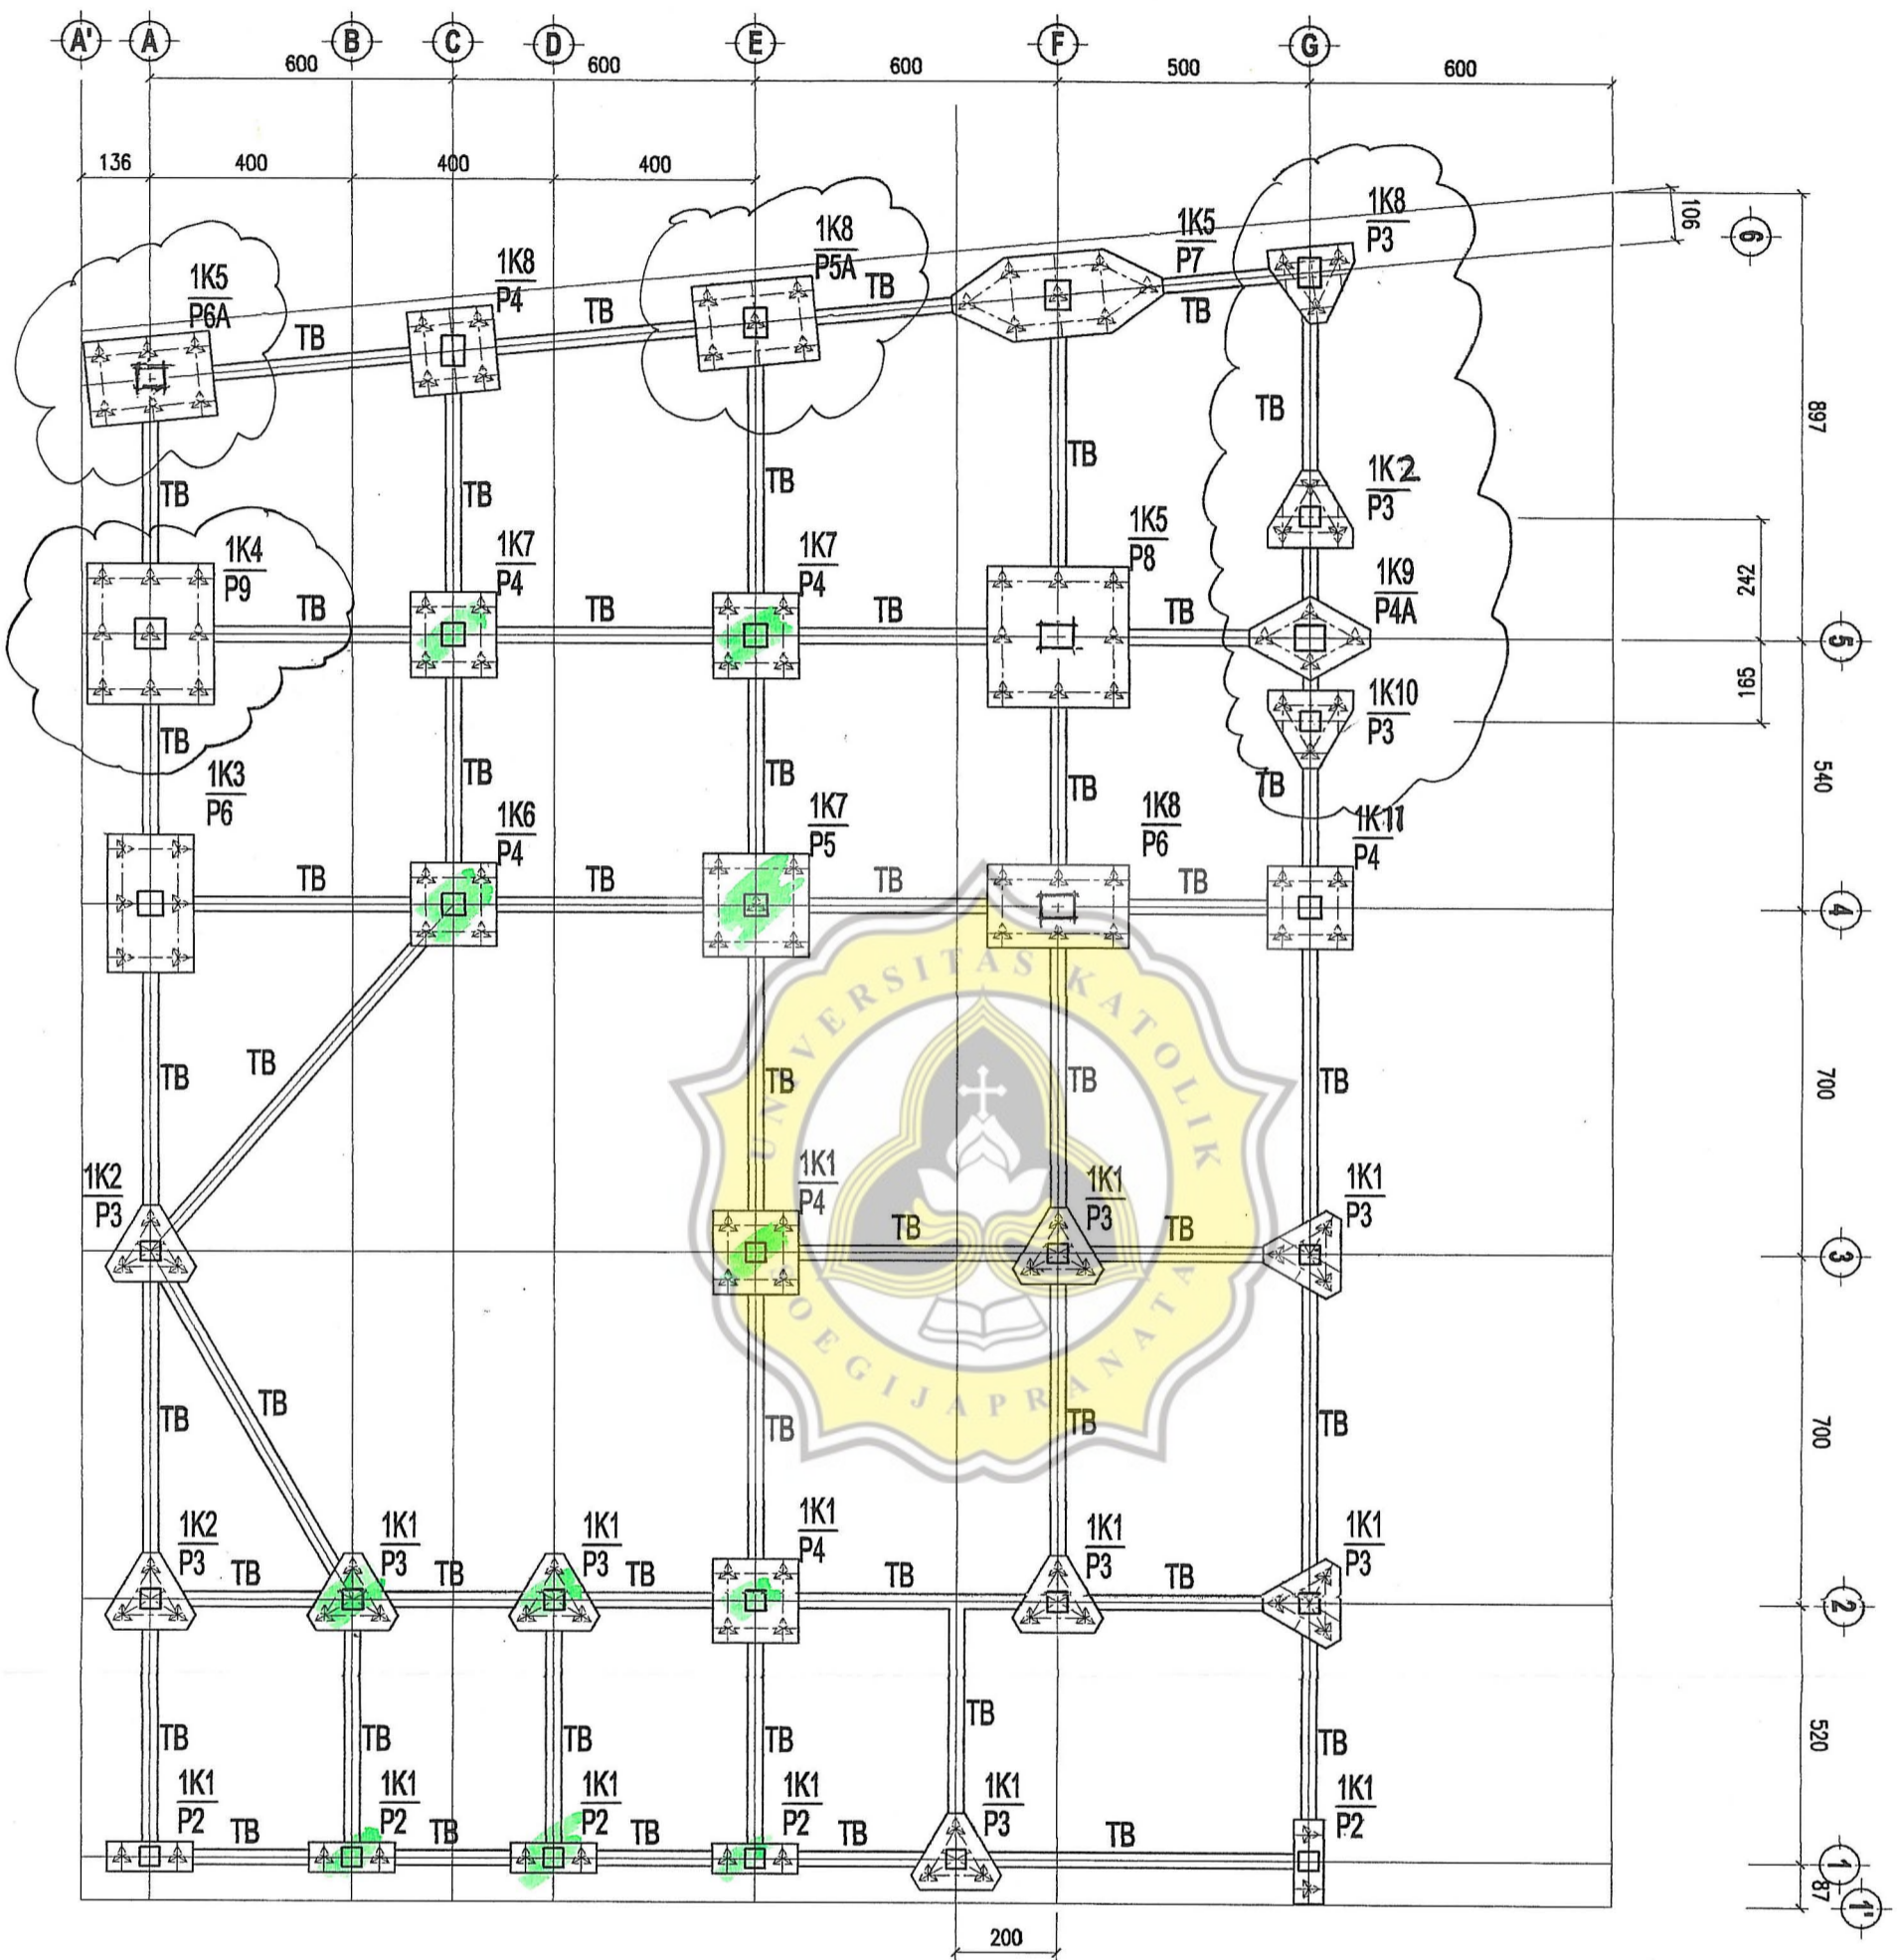 A' A B C D E F G
600 600 600 500 600
136 400 400 400
1K8
P3
106
6
1K5
P7
1K8
P5A
1K8
P4
1K5
P6A
TB TB TB TB
897
TB TB TB TB TB
1K2
P3
1K5
P8
1K4
P9
1K7
P4
1K7
P4
1K9
P4A
242
TB TB TB TB
5
165
1K10
P3
TB TB TB TB TB
540
1K3
P6
1K6
P4
1K7
P5
1K8
P6
1K11
P4
TB TB TB TB
4
UNIVERSITAS KATOLIK
SOEGIJAPRANATA
TB TB TB TB TB
700
1K2
P3
1K1
P4
1K1
P3
1K1
P3
TB TB
3
TB TB TB TB TB
700
1K2
P3
1K1
P3
1K1
P3
1K1
P4
1K1
P3
1K1
P3
TB TB TB TB TB
2
TB TB TB TB TB TB
520
1K1
P2
1K1
P2
1K1
P2
1K1
P2
1K1
P3
1K1
P2
TB TB TB TB TB
1
87
1'
200